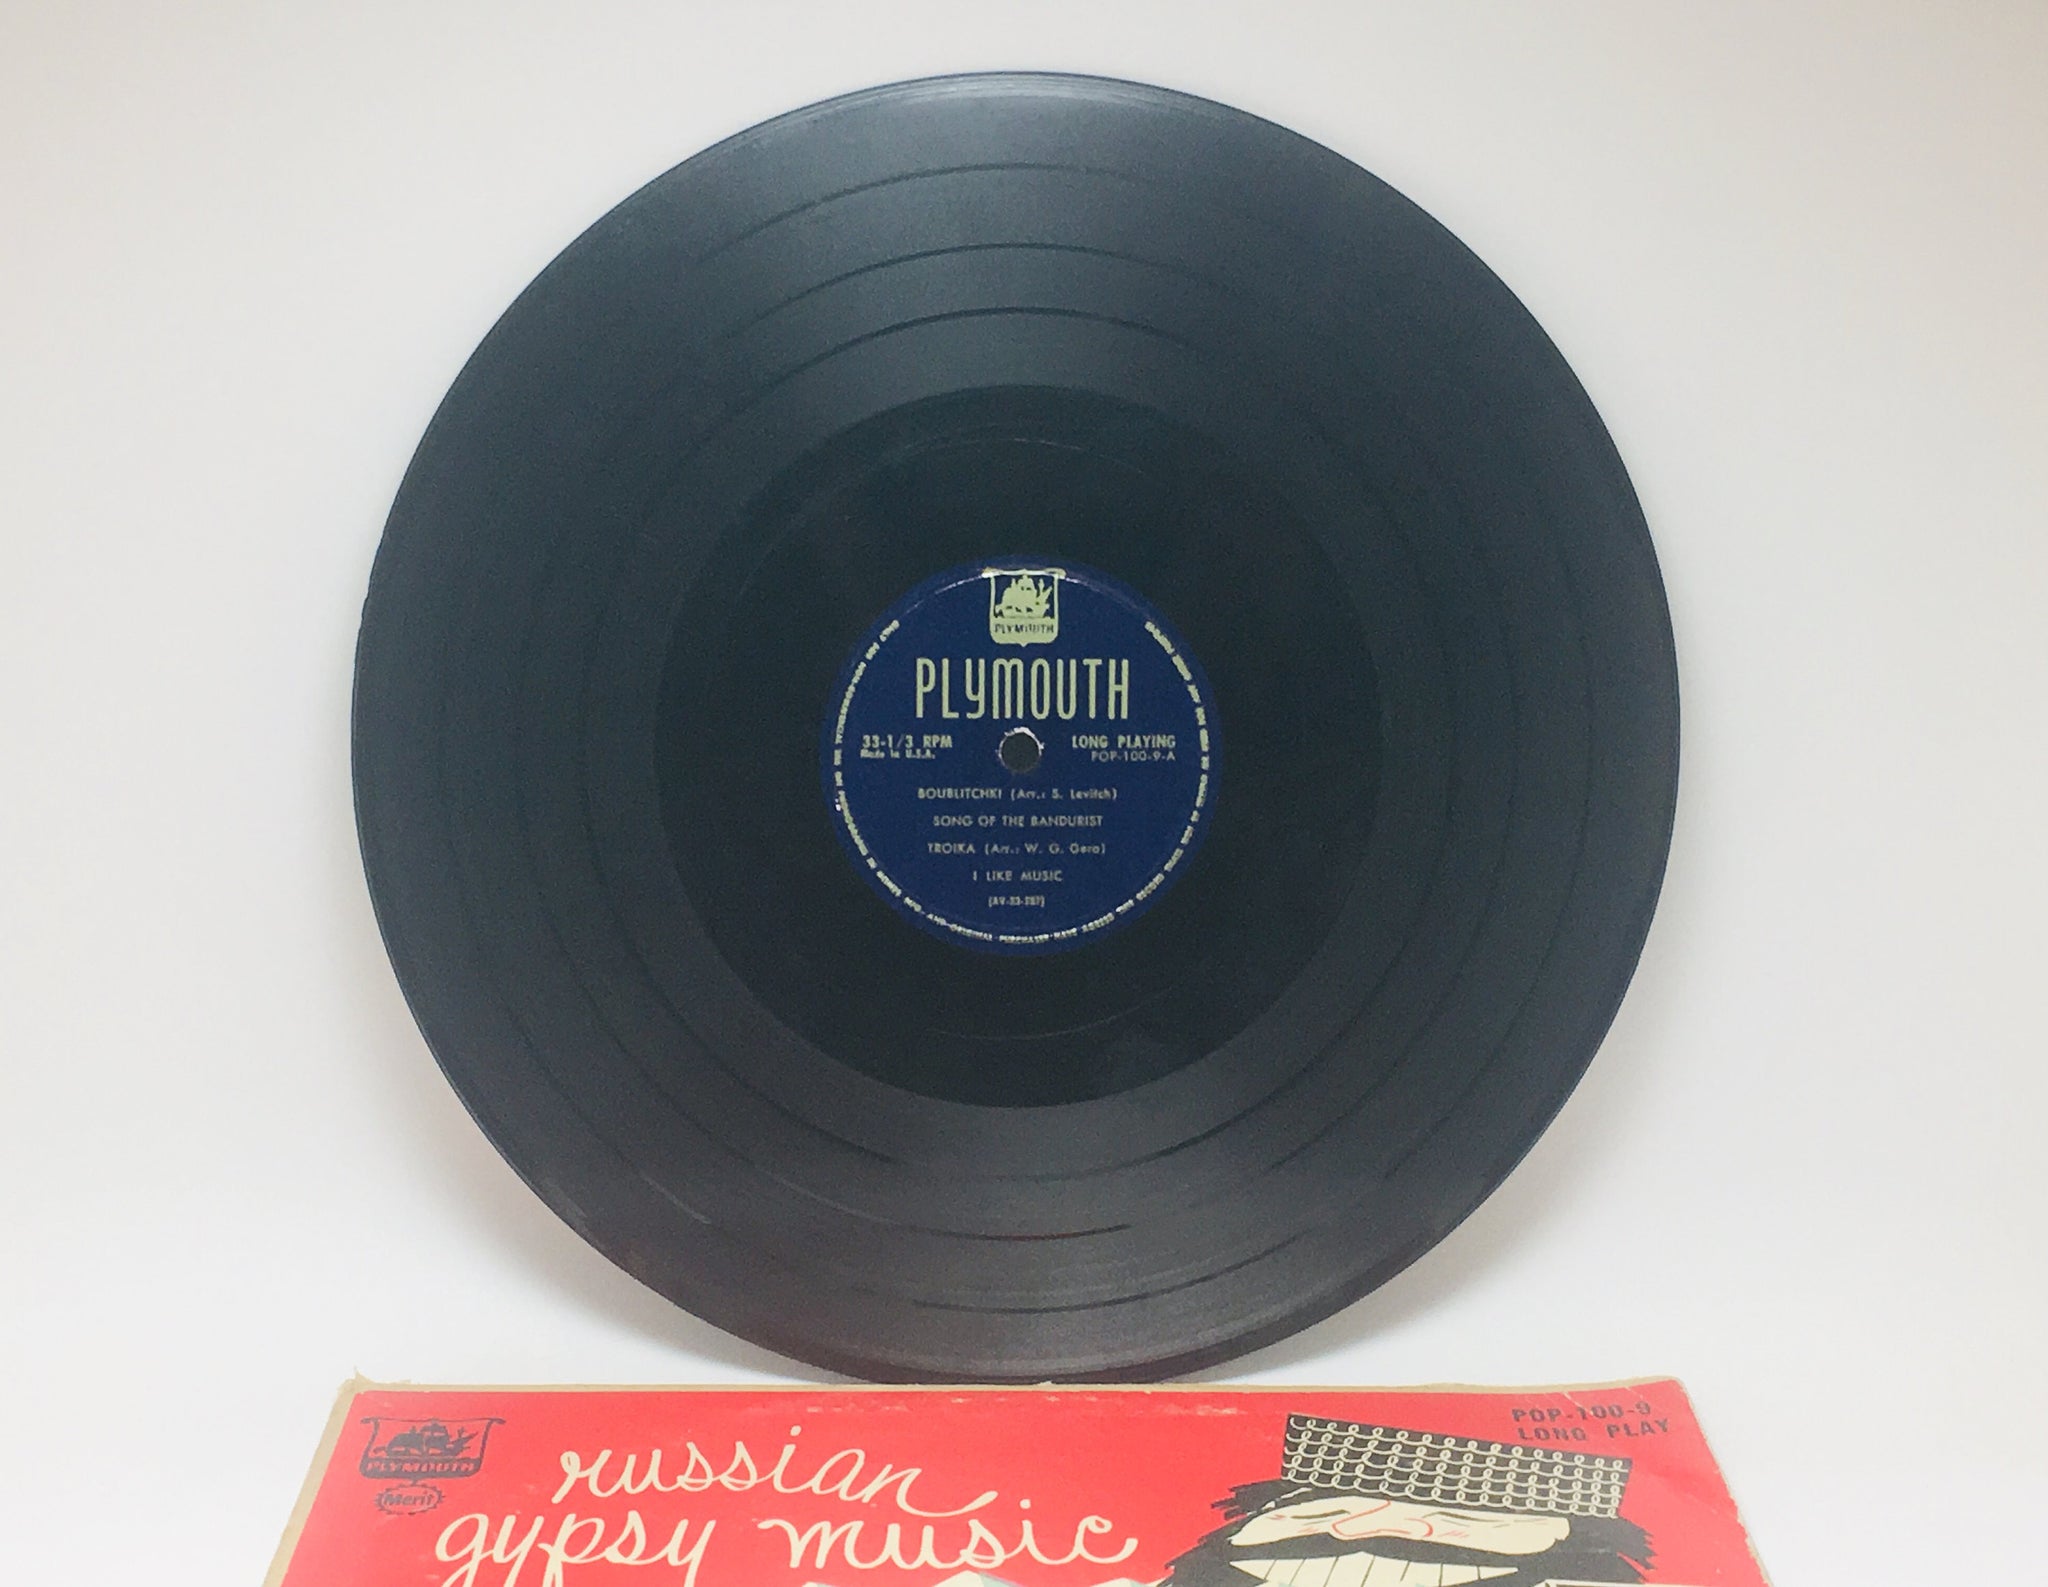 PLYMOUTH
PLYMOUTH
33-1/3 RPM
Made in U.S.A.
LONG PLAYING
POP-100-9-A
BOUBLITCHKI (Arr.: S. Levitch)
SONG OF THE BANDURIST
TROIKA (Arr.: W. G. Gero)
I LIKE MUSIC
PLYMOUTH
Merit
russian
gypsy music
POP-100-9
LONG PLAY